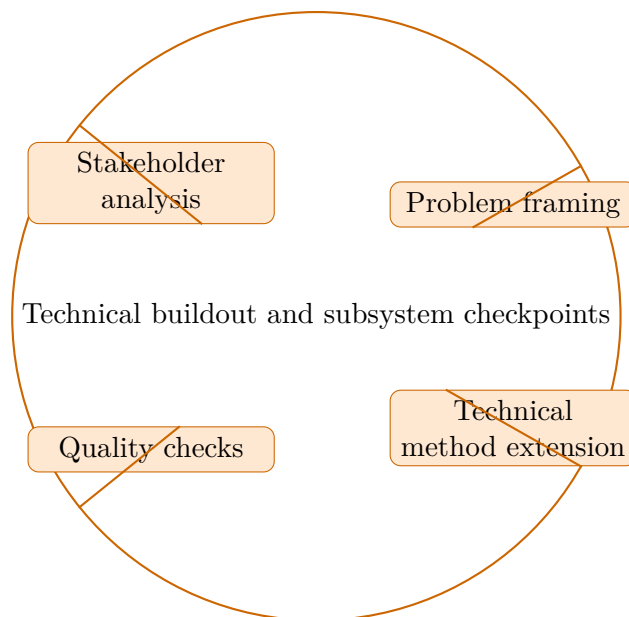 Stakeholder
analysis
Problem framing
Technical buildout and subsystem checkpoints
Technical
method extension
Quality checks